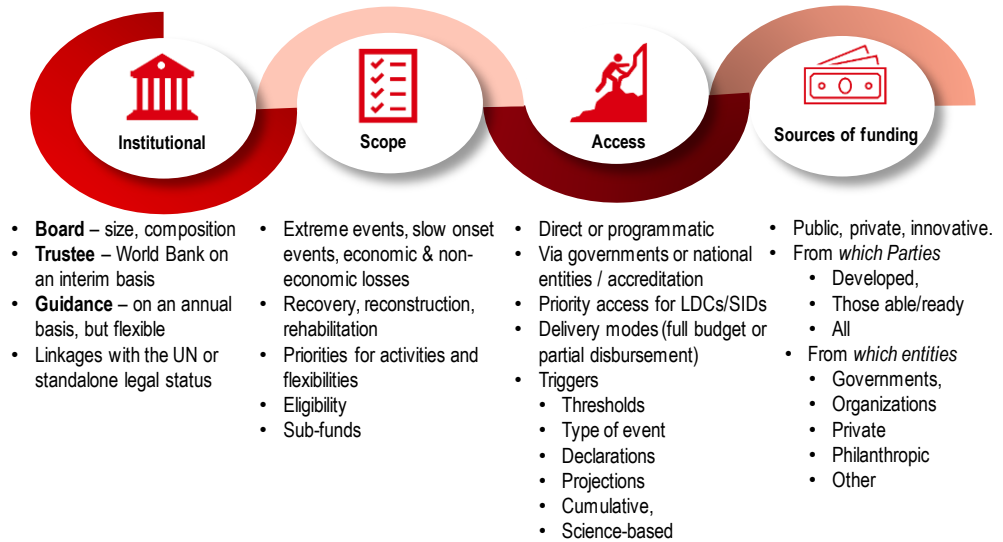 Institutional
• Board – size, composition
• Trustee – World Bank on
an interim basis
• Guidance – on an annual
basis, but flexible
• Linkages with the UN or
standalone legal status
Scope
• Extreme events, slow onset
events, economic & non-
economic losses
• Recovery, reconstruction,
rehabilitation
• Priorities for activities and
flexibilities
• Eligibility
• Sub-funds
Access
• Direct or programmatic
• Via governments or national
entities / accreditation
• Priority access for LDCs/SIDs
• Delivery modes (full budget or
partial disbursement)
• Triggers
• Thresholds
• Type of event
• Declarations
• Projections
• Cumulative,
• Science-based
Sources of funding
• Public, private, innovative.
• From which Parties
• Developed,
• Those able/ready
• All
• From which entities
• Governments,
• Organizations
• Private
• Philanthropic
• Other